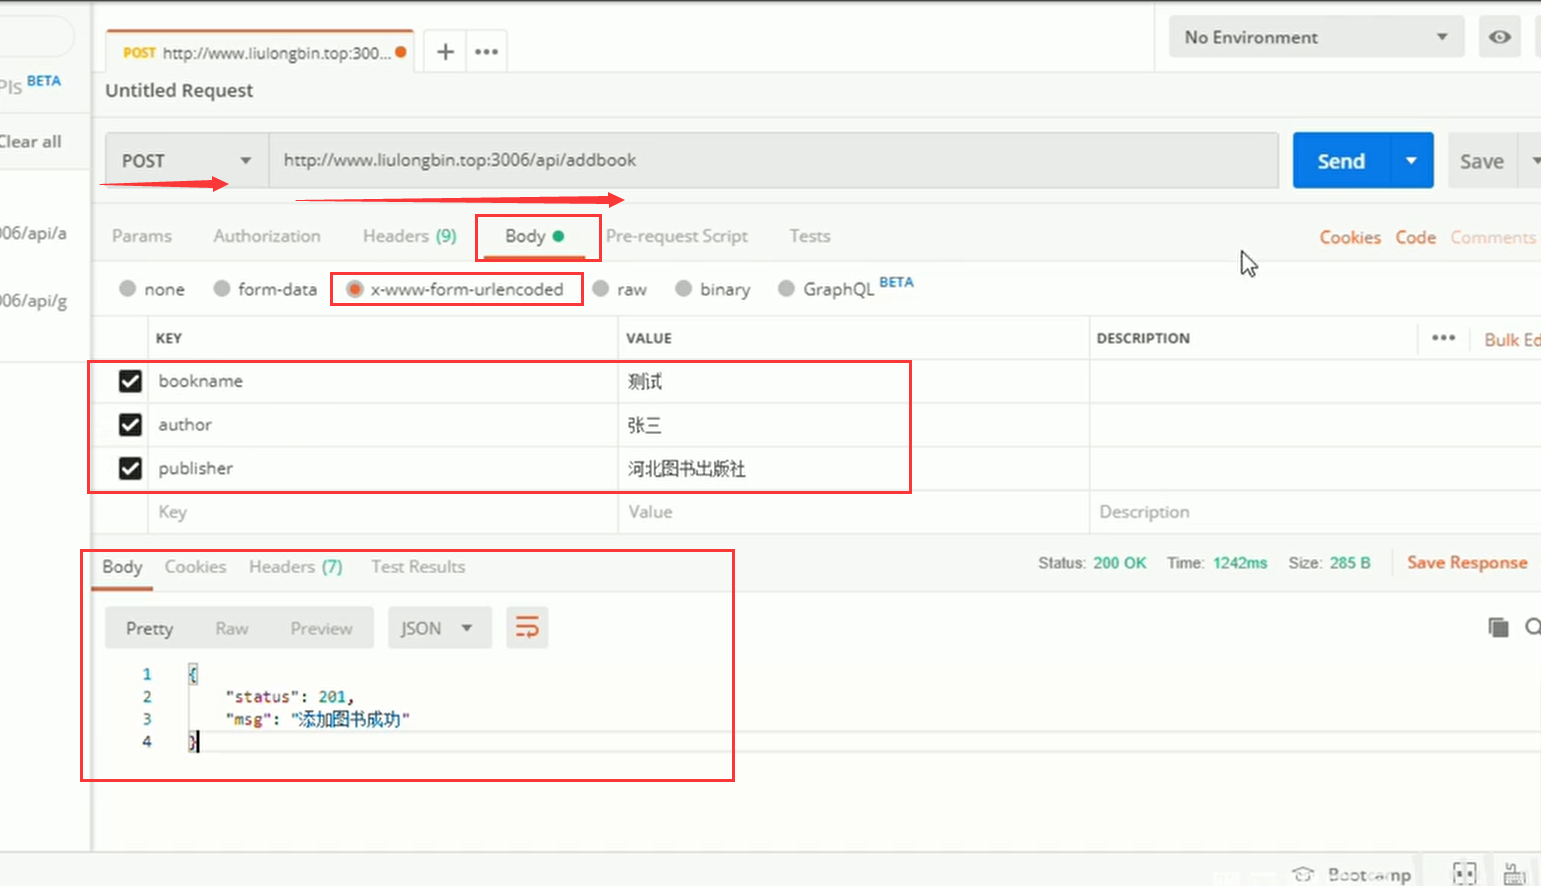 POST http://www.liulongbin.top:300...
No Environment
PIs BETA
Untitled Request
Clear all
POST
http://www.liulongbin.top:3006/api/addbook
Send
Save
006/api/a
Params Authorization Headers (9) Body Pre-request Script Tests
Cookies Code Comments
006/api/g
none form-data x-www-form-urlencoded raw binary GraphQL BETA
KEY VALUE DESCRIPTION ••• Bulk Ed
bookname 测试
author 张三
publisher 河北图书出版社
Key Value Description
Body Cookies Headers (7) Test Results
Status: 200 OK Time: 1242ms Size: 285 B Save Response
Pretty Raw Preview JSON
1 {
2 "status": 201,
3 "msg": "添加图书成功"
4 }
Bootcamp